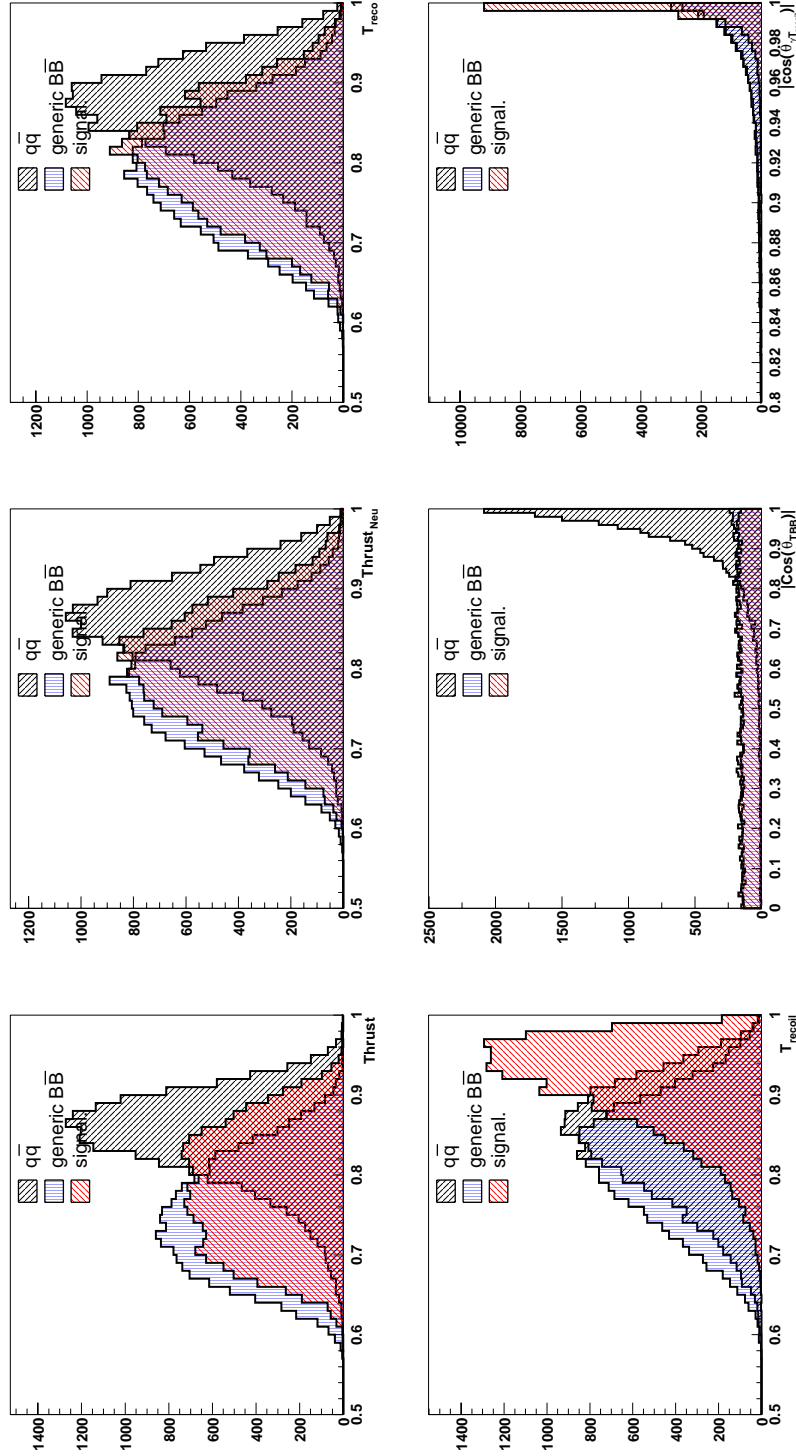 qq̅
generic BB̅
signal.
1400
1200
1000
800
600
400
200
0
0.5 0.6 0.7 0.8 0.9 1
Thrust
qq̅
generic BB̅
signal.
1200
1000
800
600
400
200
0
0.5 0.6 0.7 0.8 0.9 1
Thrust Neu
qq̅
generic BB̅
signal.
1200
1000
800
600
400
200
0
0.5 0.6 0.7 0.8 0.9 1
T reco
qq̅
generic BB̅
signal.
1400
1200
1000
800
600
400
200
0
0.5 0.6 0.7 0.8 0.9 1
T recoil
qq̅
generic BB̅
signal.
2500
2000
1500
1000
500
0
0 0.1 0.2 0.3 0.4 0.5 0.6 0.7 0.8 0.9 1
|Cos(θ TBB)|
qq̅
generic BB̅
signal.
10000
8000
6000
4000
2000
0
0.8 0.82 0.84 0.86 0.88 0.9 0.92 0.94 0.96 0.98 1